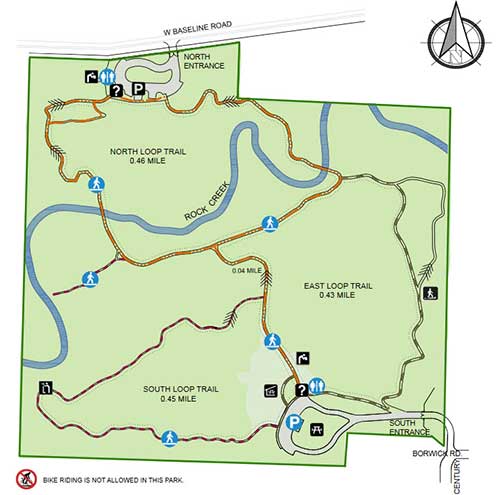 W BASELINE ROAD
NORTH
ENTRANCE
P
?
N
NORTH LOOP TRAIL
0.46 MILE
ROCK CREEK
0.04 MILE
EAST LOOP TRAIL
0.43 MILE
SOUTH LOOP TRAIL
0.45 MILE
?
P
SOUTH
ENTRANCE
BORWICK RD.
CENTURY
BIKE RIDING IS NOT ALLOWED IN THIS PARK.